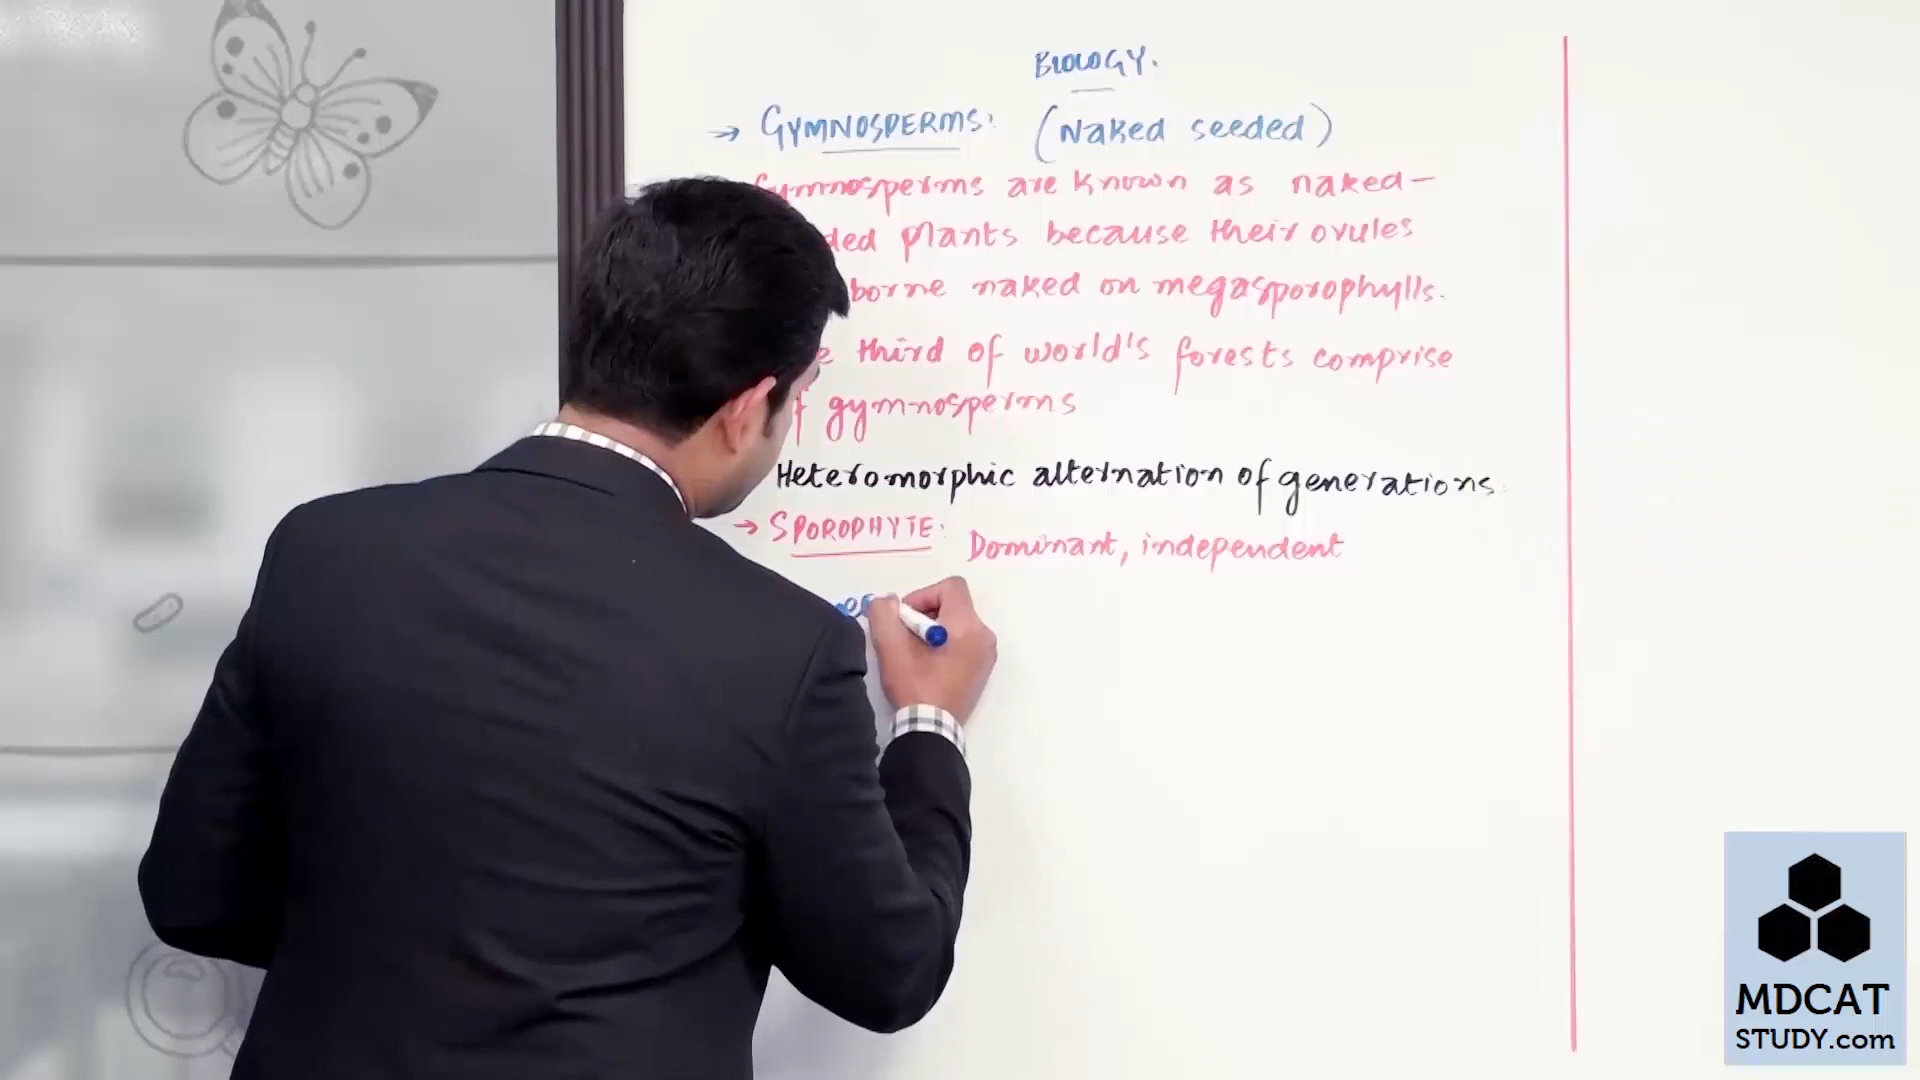 BIOLOGY.
→ GYMNOSPERMS: (Naked seeded)
Gymnosperms are known as naked-
plants because their ovules
borne naked on megasporophylls.
third of world's forests comprise
gymnosperms
Heteromorphic alternation of generations.
→ SPOROPHYTE: Dominant, independent
MDCAT
STUDY.com